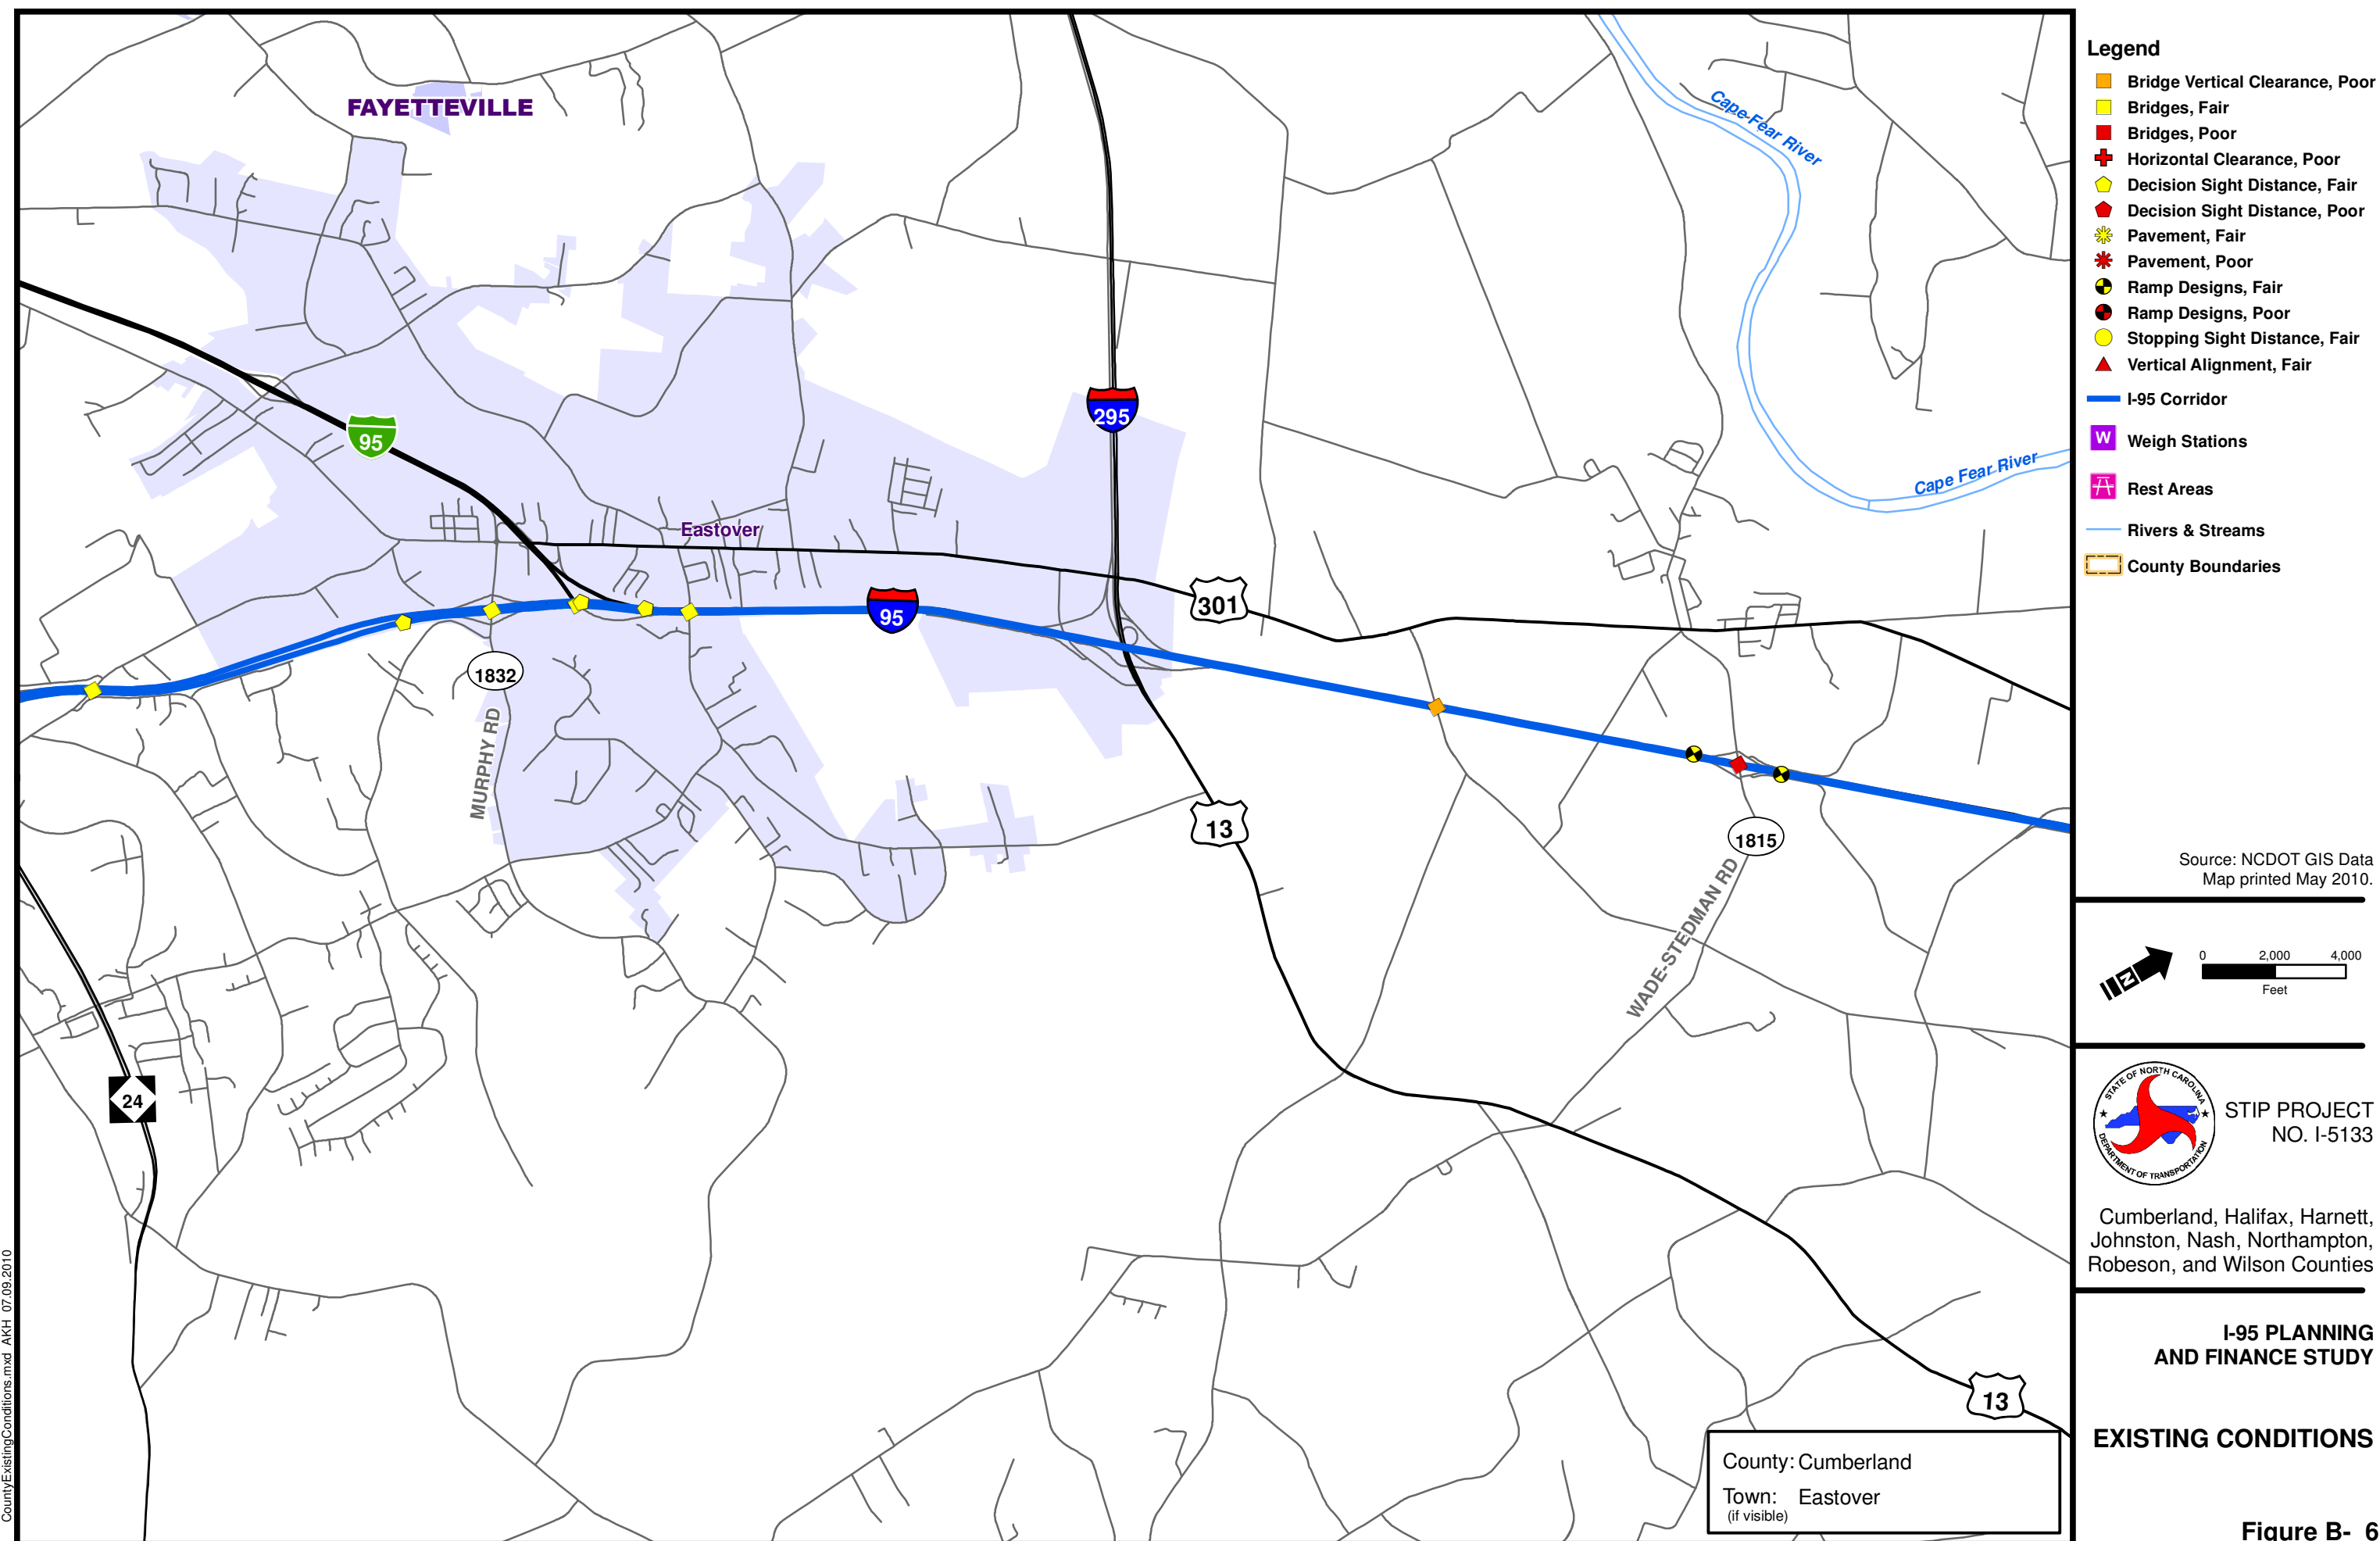 FAYETTEVILLE
Cape Fear River
Cape Fear River
295
95
Eastover
95
301
1832
MURPHY RD
13
1815
WADE-STEDMAN RD
24
13
County: Cumberland
Town: Eastover
(if visible)
CountyExistingConditions.mxd AKH 07.09.2010
Legend
Bridge Vertical Clearance, Poor
Bridges, Fair
Bridges, Poor
Horizontal Clearance, Poor
Decision Sight Distance, Fair
Decision Sight Distance, Poor
Pavement, Fair
Pavement, Poor
Ramp Designs, Fair
Ramp Designs, Poor
Stopping Sight Distance, Fair
Vertical Alignment, Fair
I-95 Corridor
W Weigh Stations
Rest Areas
Rivers & Streams
County Boundaries
Source: NCDOT GIS Data
Map printed May 2010.
N
0 2,000 4,000
Feet
STATE OF NORTH CAROLINA
DEPARTMENT OF TRANSPORTATION
STIP PROJECT
NO. I-5133
Cumberland, Halifax, Harnett,
Johnston, Nash, Northampton,
Robeson, and Wilson Counties
I-95 PLANNING
AND FINANCE STUDY
EXISTING CONDITIONS
Figure B- 6